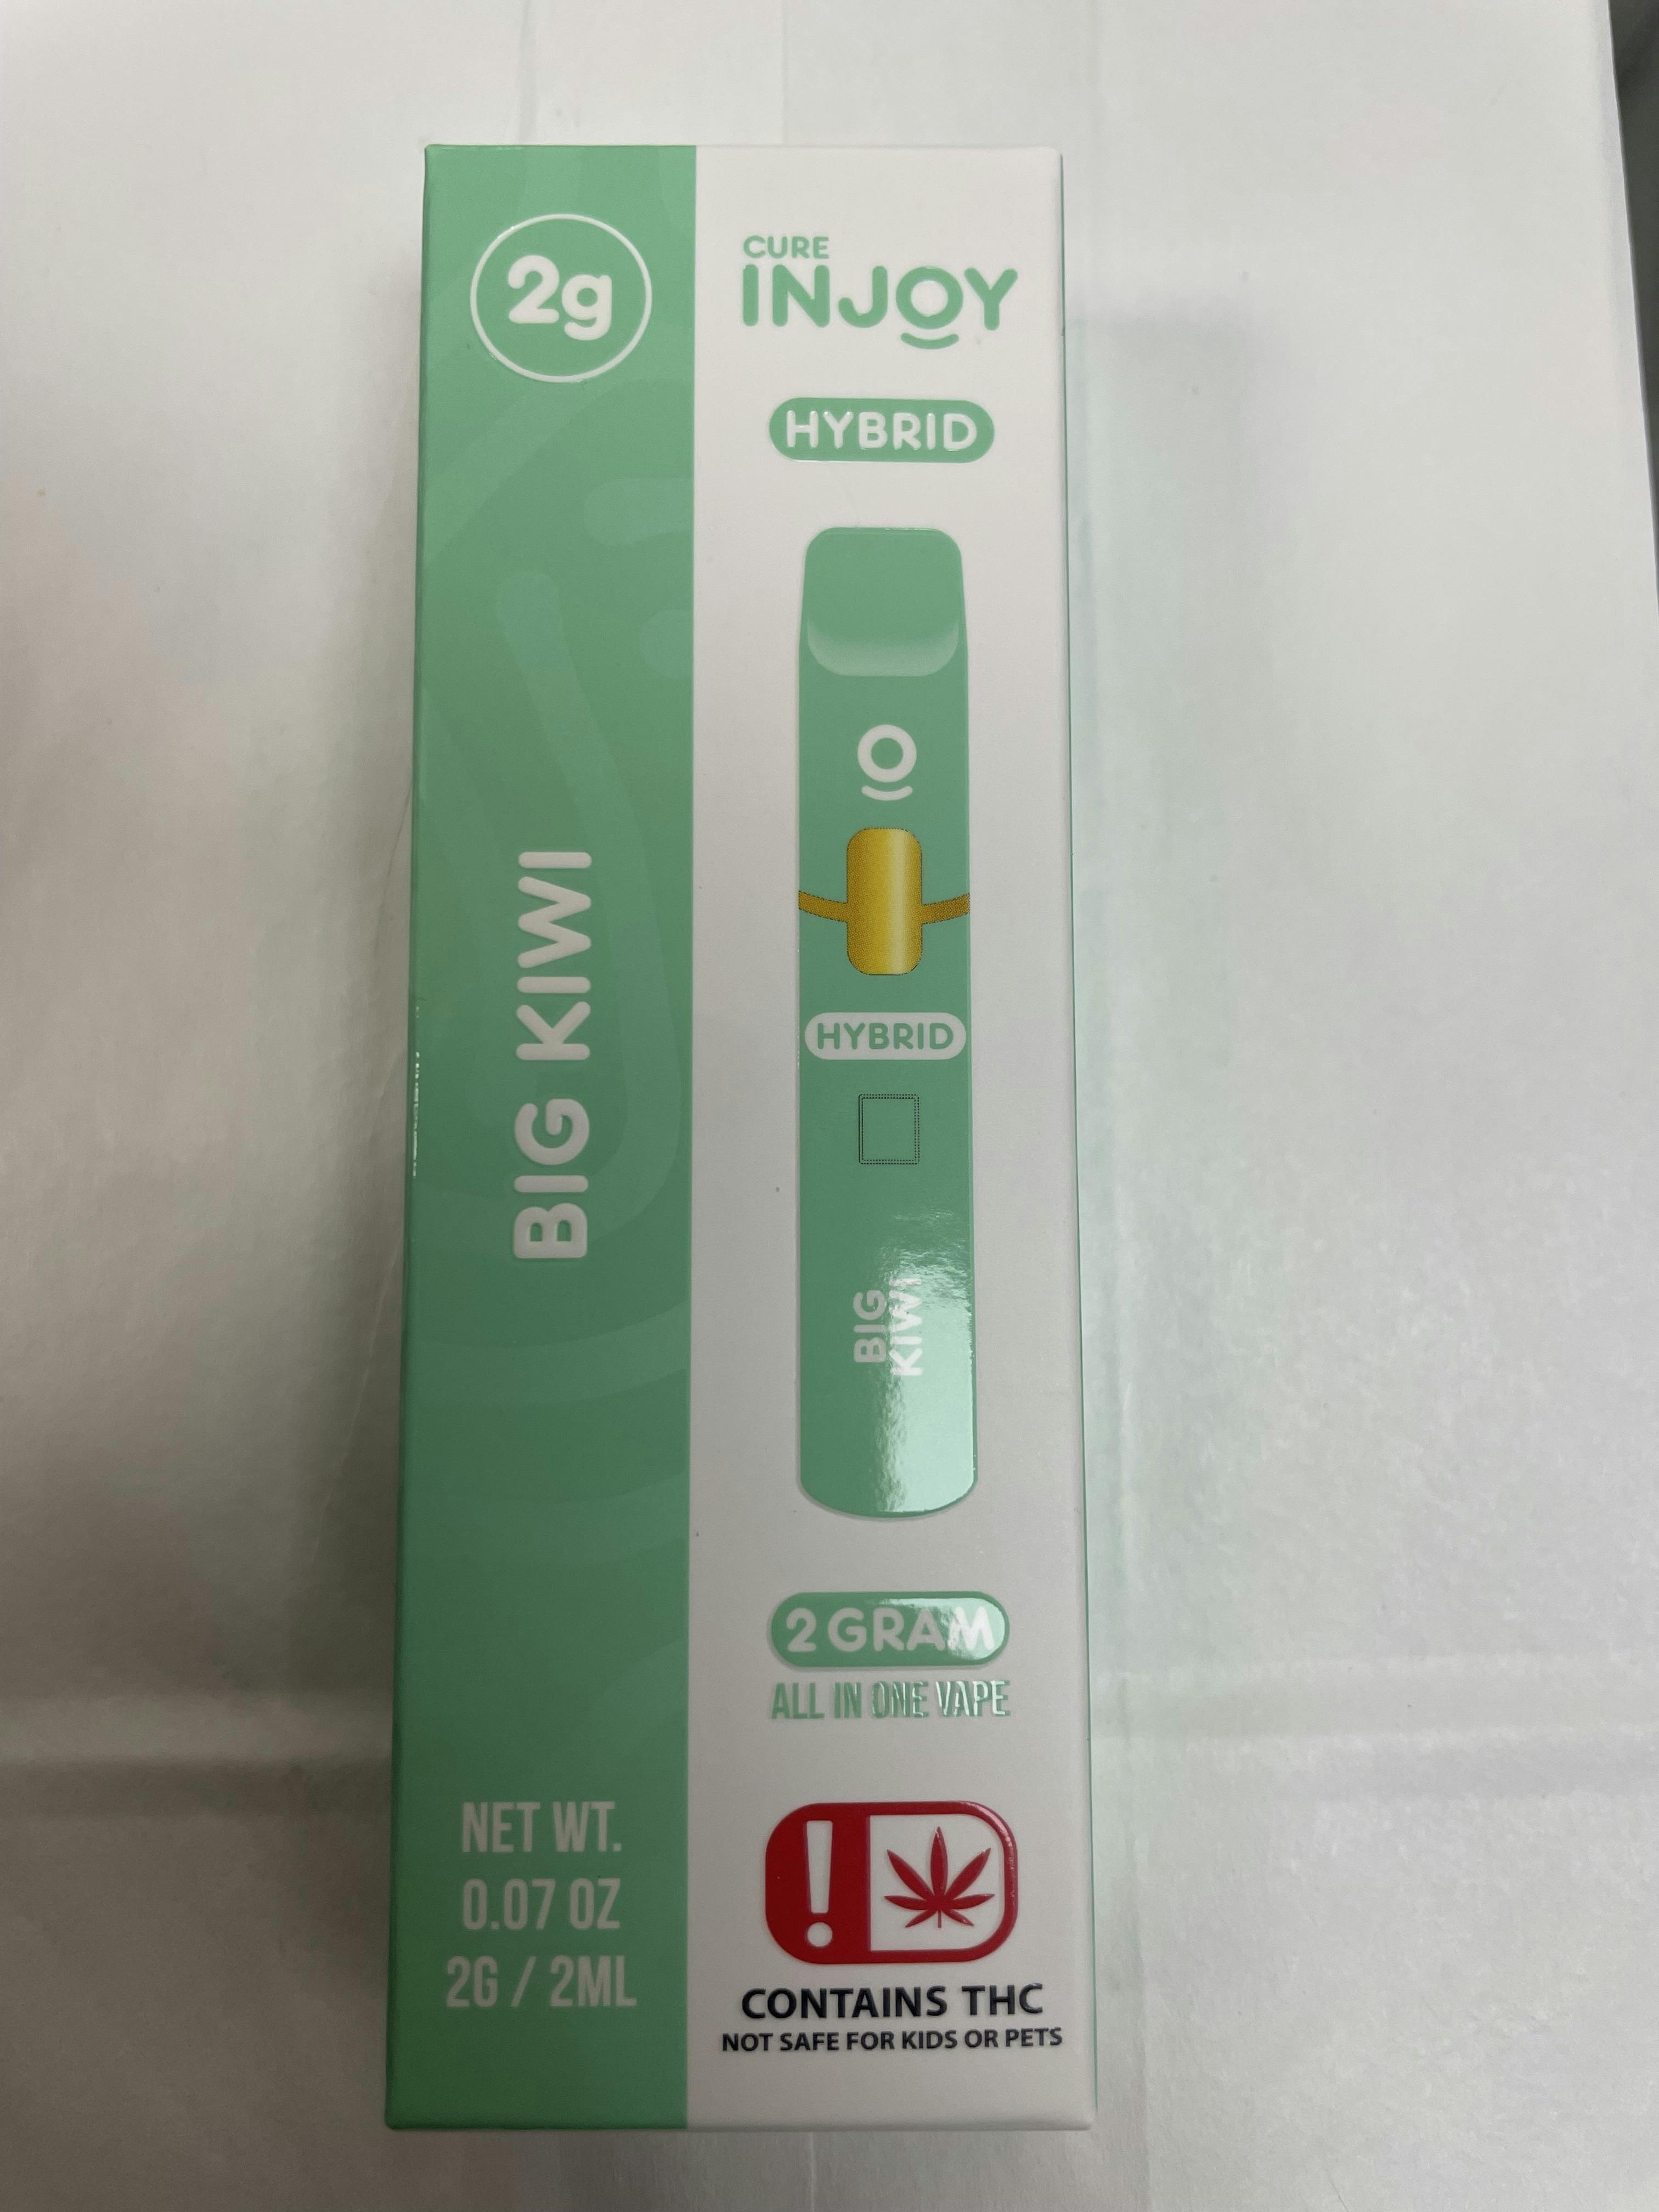 2g
BIG KIWI
NET WT.
0.07 OZ
2G / 2ML
CURE
INJOY
HYBRID
HYBRID
BIG
KIWI
2 GRAM
ALL IN ONE VAPE
!
CONTAINS THC
NOT SAFE FOR KIDS OR PETS